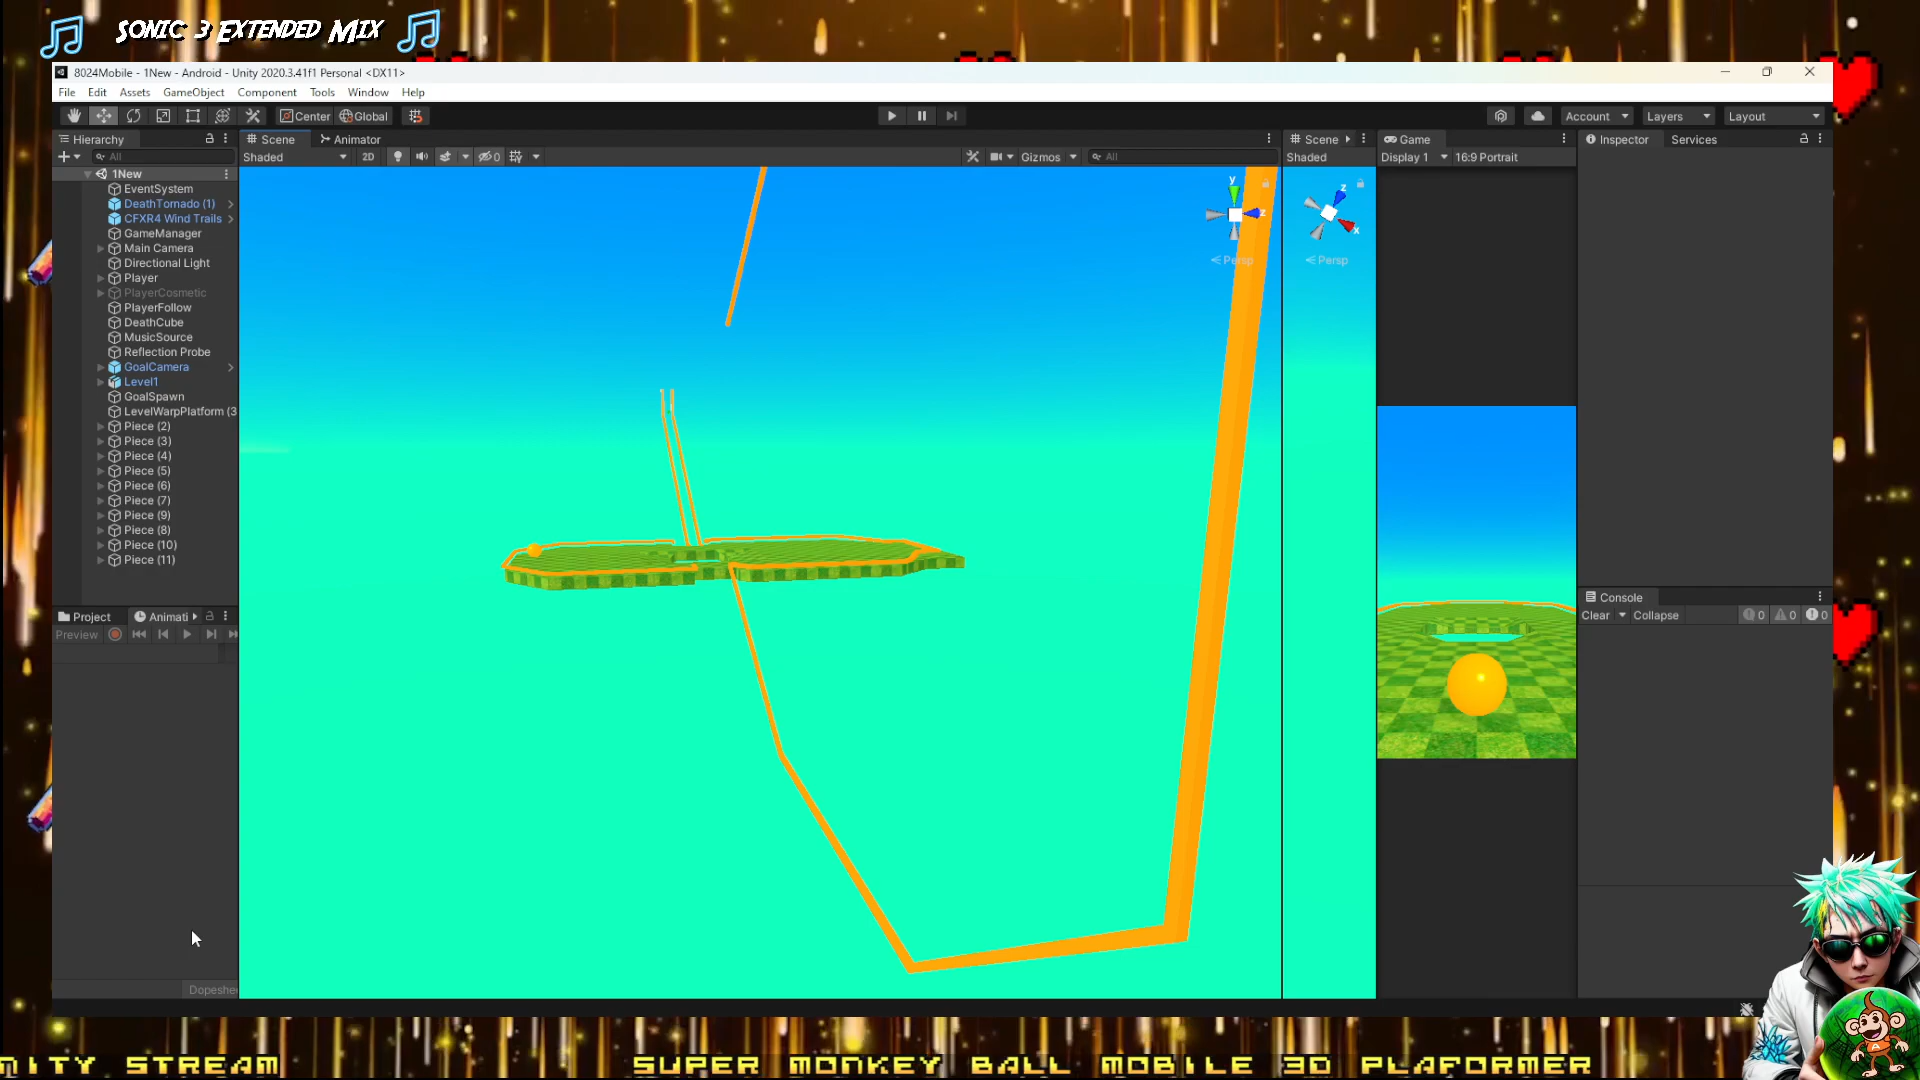 Sonic 3 Extended Mix
8024Mobile - 1New - Android - Unity 2020.3.41f1 Personal <DX11>
File Edit Assets GameObject Component Tools Window Help
Center Global Account Layers Layout
Hierarchy
All
1New
EventSystem
DeathTornado (1)
CFXR4 Wind Trails
GameManager
Main Camera
Directional Light
Player
PlayerCosmetic
PlayerFollow
DeathCube
MusicSource
Reflection Probe
GoalCamera
Level1
GoalSpawn
LevelWarpPlatform (3
Piece (2)
Piece (3)
Piece (4)
Piece (5)
Piece (6)
Piece (7)
Piece (9)
Piece (8)
Piece (10)
Piece (11)
Project Animati
Preview
Dopeshe
Scene Animator
Shaded 2D 0 Gizmos All
y z
Persp
Scene
Shaded
z x
Persp
Game
Display 1 16:9 Portrait
Inspector Services
Console
Clear Collapse 0 0 0
NITY STREAM SUPER MONKEY BALL MOBILE 3D PLAFORMER